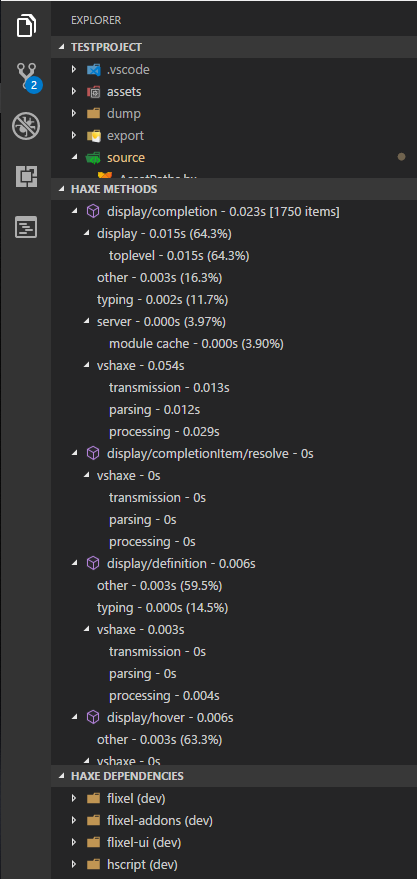 EXPLORER
TESTPROJECT
.vscode
assets
2
dump
export
source
HAXE METHODS
display/completion - 0.023s [1750 items]
display - 0.015s (64.3%)
toplevel - 0.015s (64.3%)
other - 0.003s (16.3%)
typing - 0.002s (11.7%)
server - 0.000s (3.97%)
module cache - 0.000s (3.90%)
vshaxe - 0.054s
transmission - 0.013s
parsing - 0.012s
processing - 0.029s
display/completionItem/resolve - 0s
vshaxe - 0s
transmission - 0s
parsing - 0s
processing - 0s
display/definition - 0.006s
other - 0.003s (59.5%)
typing - 0.000s (14.5%)
vshaxe - 0.003s
transmission - 0s
parsing - 0s
processing - 0.004s
display/hover - 0.006s
other - 0.003s (63.3%)
vshaxe - 0s
HAXE DEPENDENCIES
flixel (dev)
flixel-addons (dev)
flixel-ui (dev)
hscript (dev)